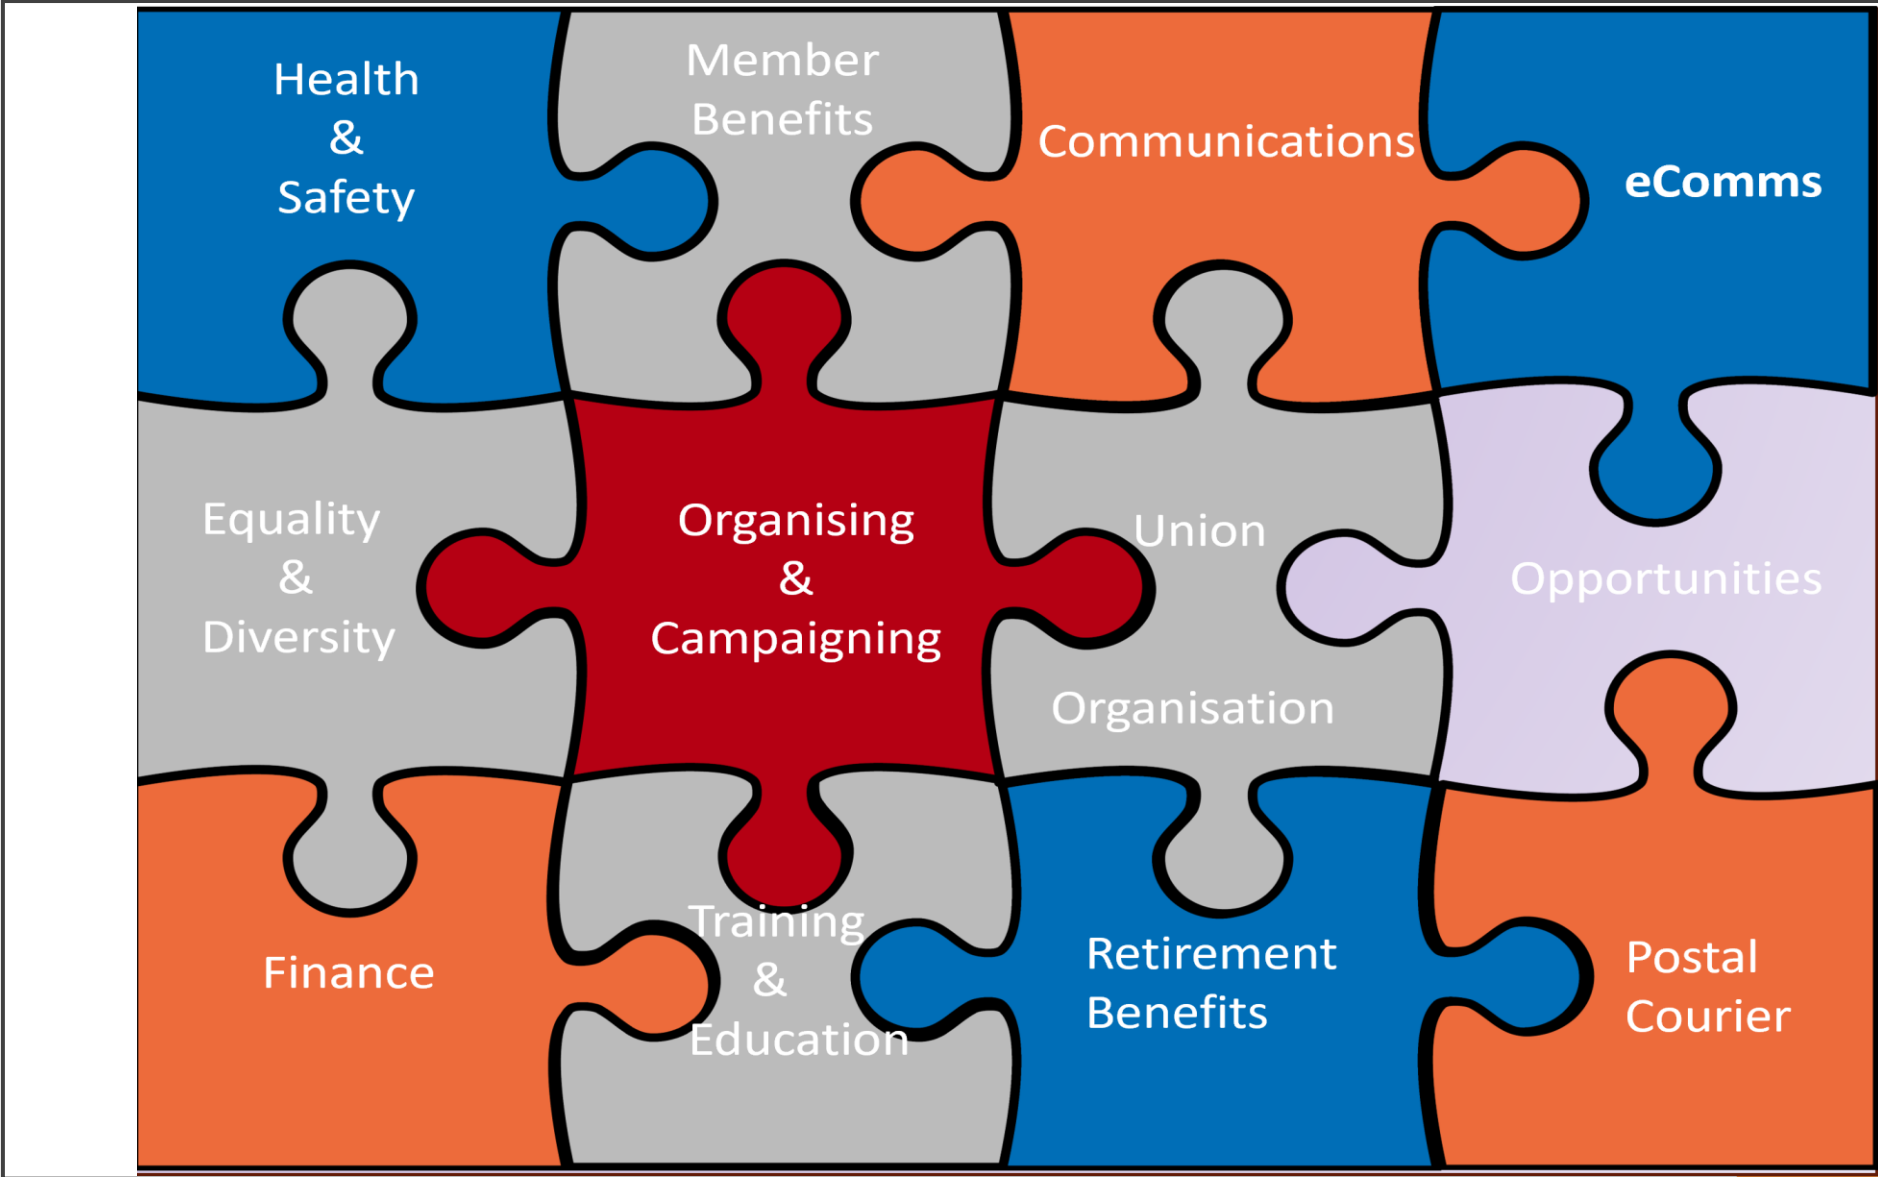 Health
&
Safety
Member
Benefits
Communications
eComms
Equality
&
Diversity
Organising
&
Campaigning
Union
Organisation
Opportunities
Finance
Training
&
Education
Retirement
Benefits
Postal
Courier